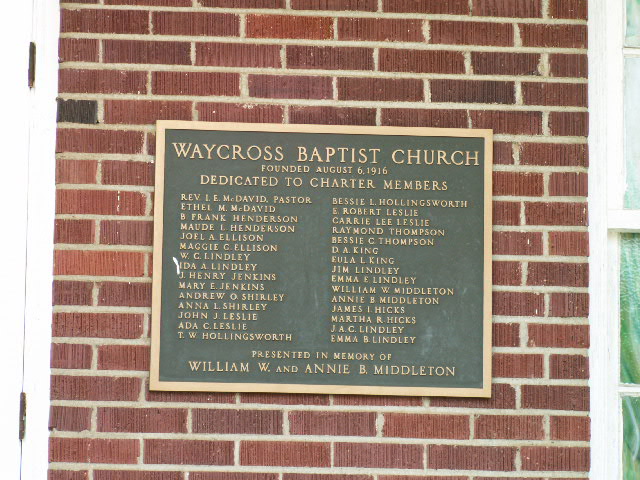 WAYCROSS BAPTIST CHURCH
FOUNDED AUGUST 6, 1916
DEDICATED TO CHARTER MEMBERS
REV. I. E. McDAVID, PASTOR
ETHEL M. McDAVID
B. FRANK HENDERSON
MAUDE I. HENDERSON
JOEL A. ELLISON
MAGGIE C. ELLISON
W. C. LINDLEY
IDA A. LINDLEY
J. HENRY JENKINS
MARY E. JENKINS
ANDREW O. SHIRLEY
ANNA L. SHIRLEY
JOHN J. LESLIE
ADA C. LESLIE
T. W. HOLLINGSWORTH
BESSIE L. HOLLINGSWORTH
E. ROBERT LESLIE
CARRIE LEE LESLIE
RAYMOND THOMPSON
BESSIE C. THOMPSON
D. A. KING
EULA L. KING
JIM LINDLEY
EMMA E. LINDLEY
WILLIAM W. MIDDLETON
ANNIE B. MIDDLETON
JAMES I. HICKS
MARTHA R. HICKS
J. A. C. LINDLEY
EMMA B. LINDLEY
PRESENTED IN MEMORY OF
WILLIAM W. AND ANNIE B. MIDDLETON